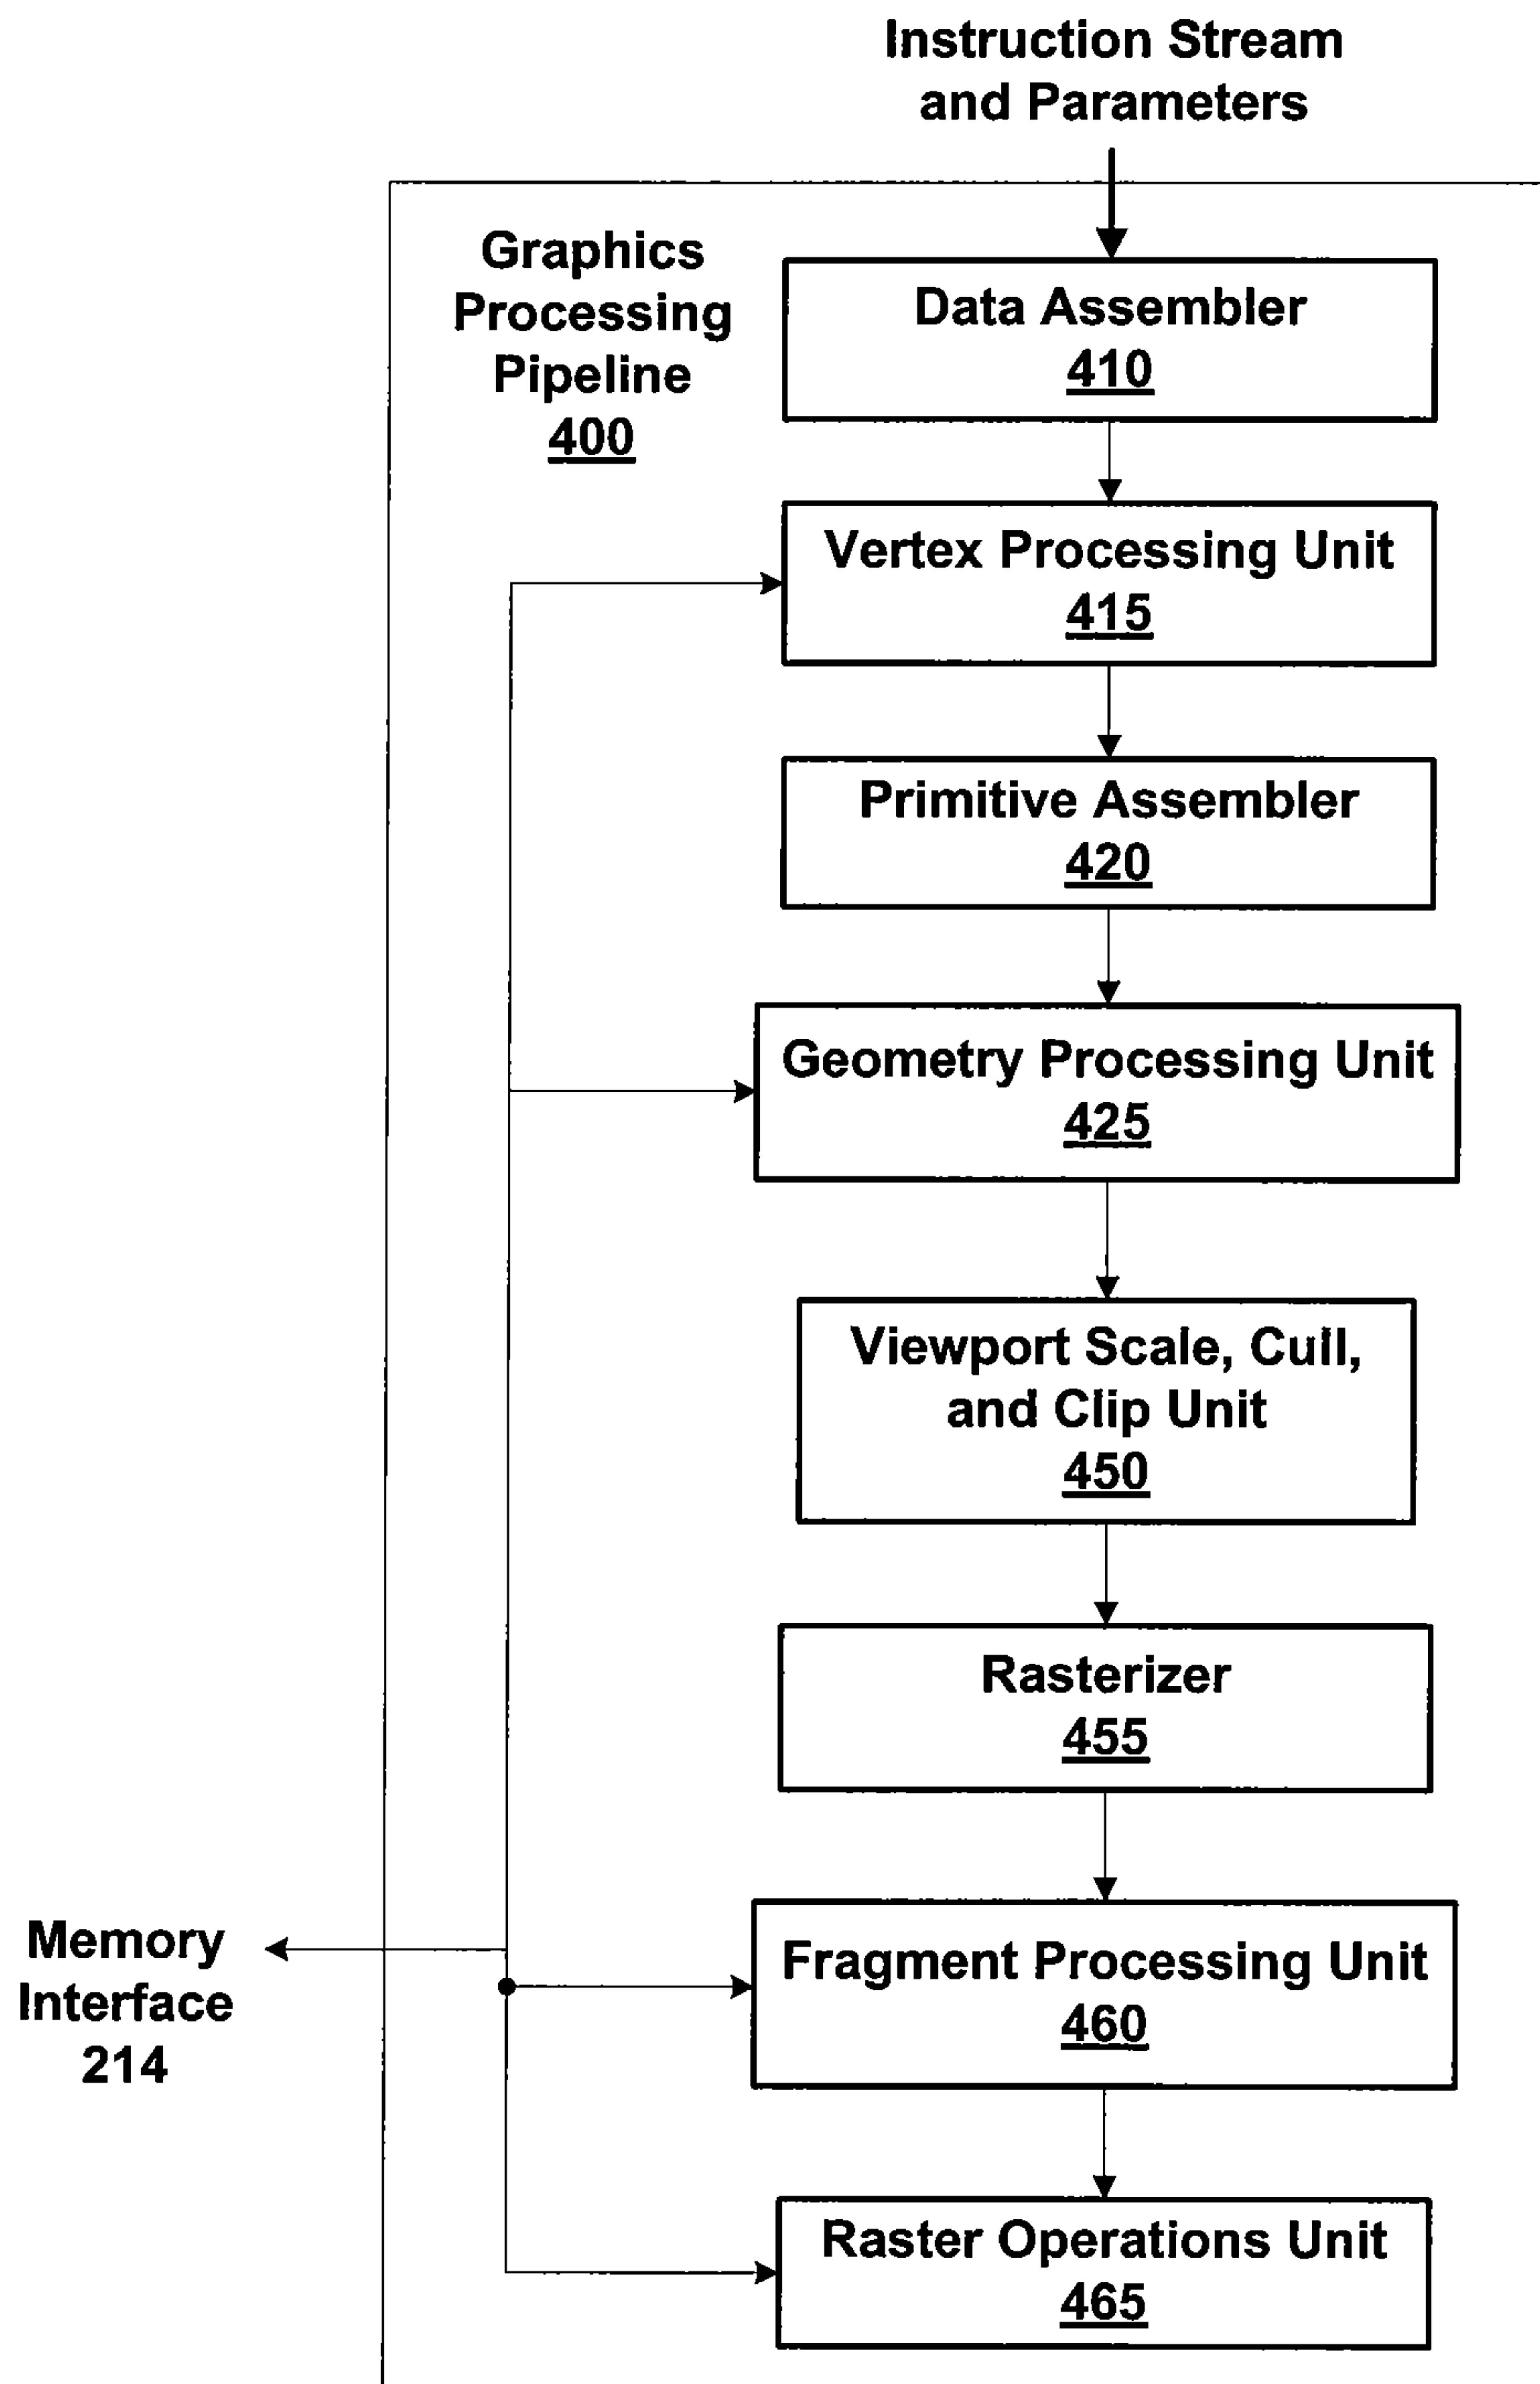 Instruction Stream
and Parameters
Graphics
Processing
Pipeline
400
Data Assembler
410
Vertex Processing Unit
415
Primitive Assembler
420
Geometry Processing Unit
425
Viewport Scale, Cull,
and Clip Unit
450
Rasterizer
455
Memory
Interface
214
Fragment Processing Unit
460
Raster Operations Unit
465